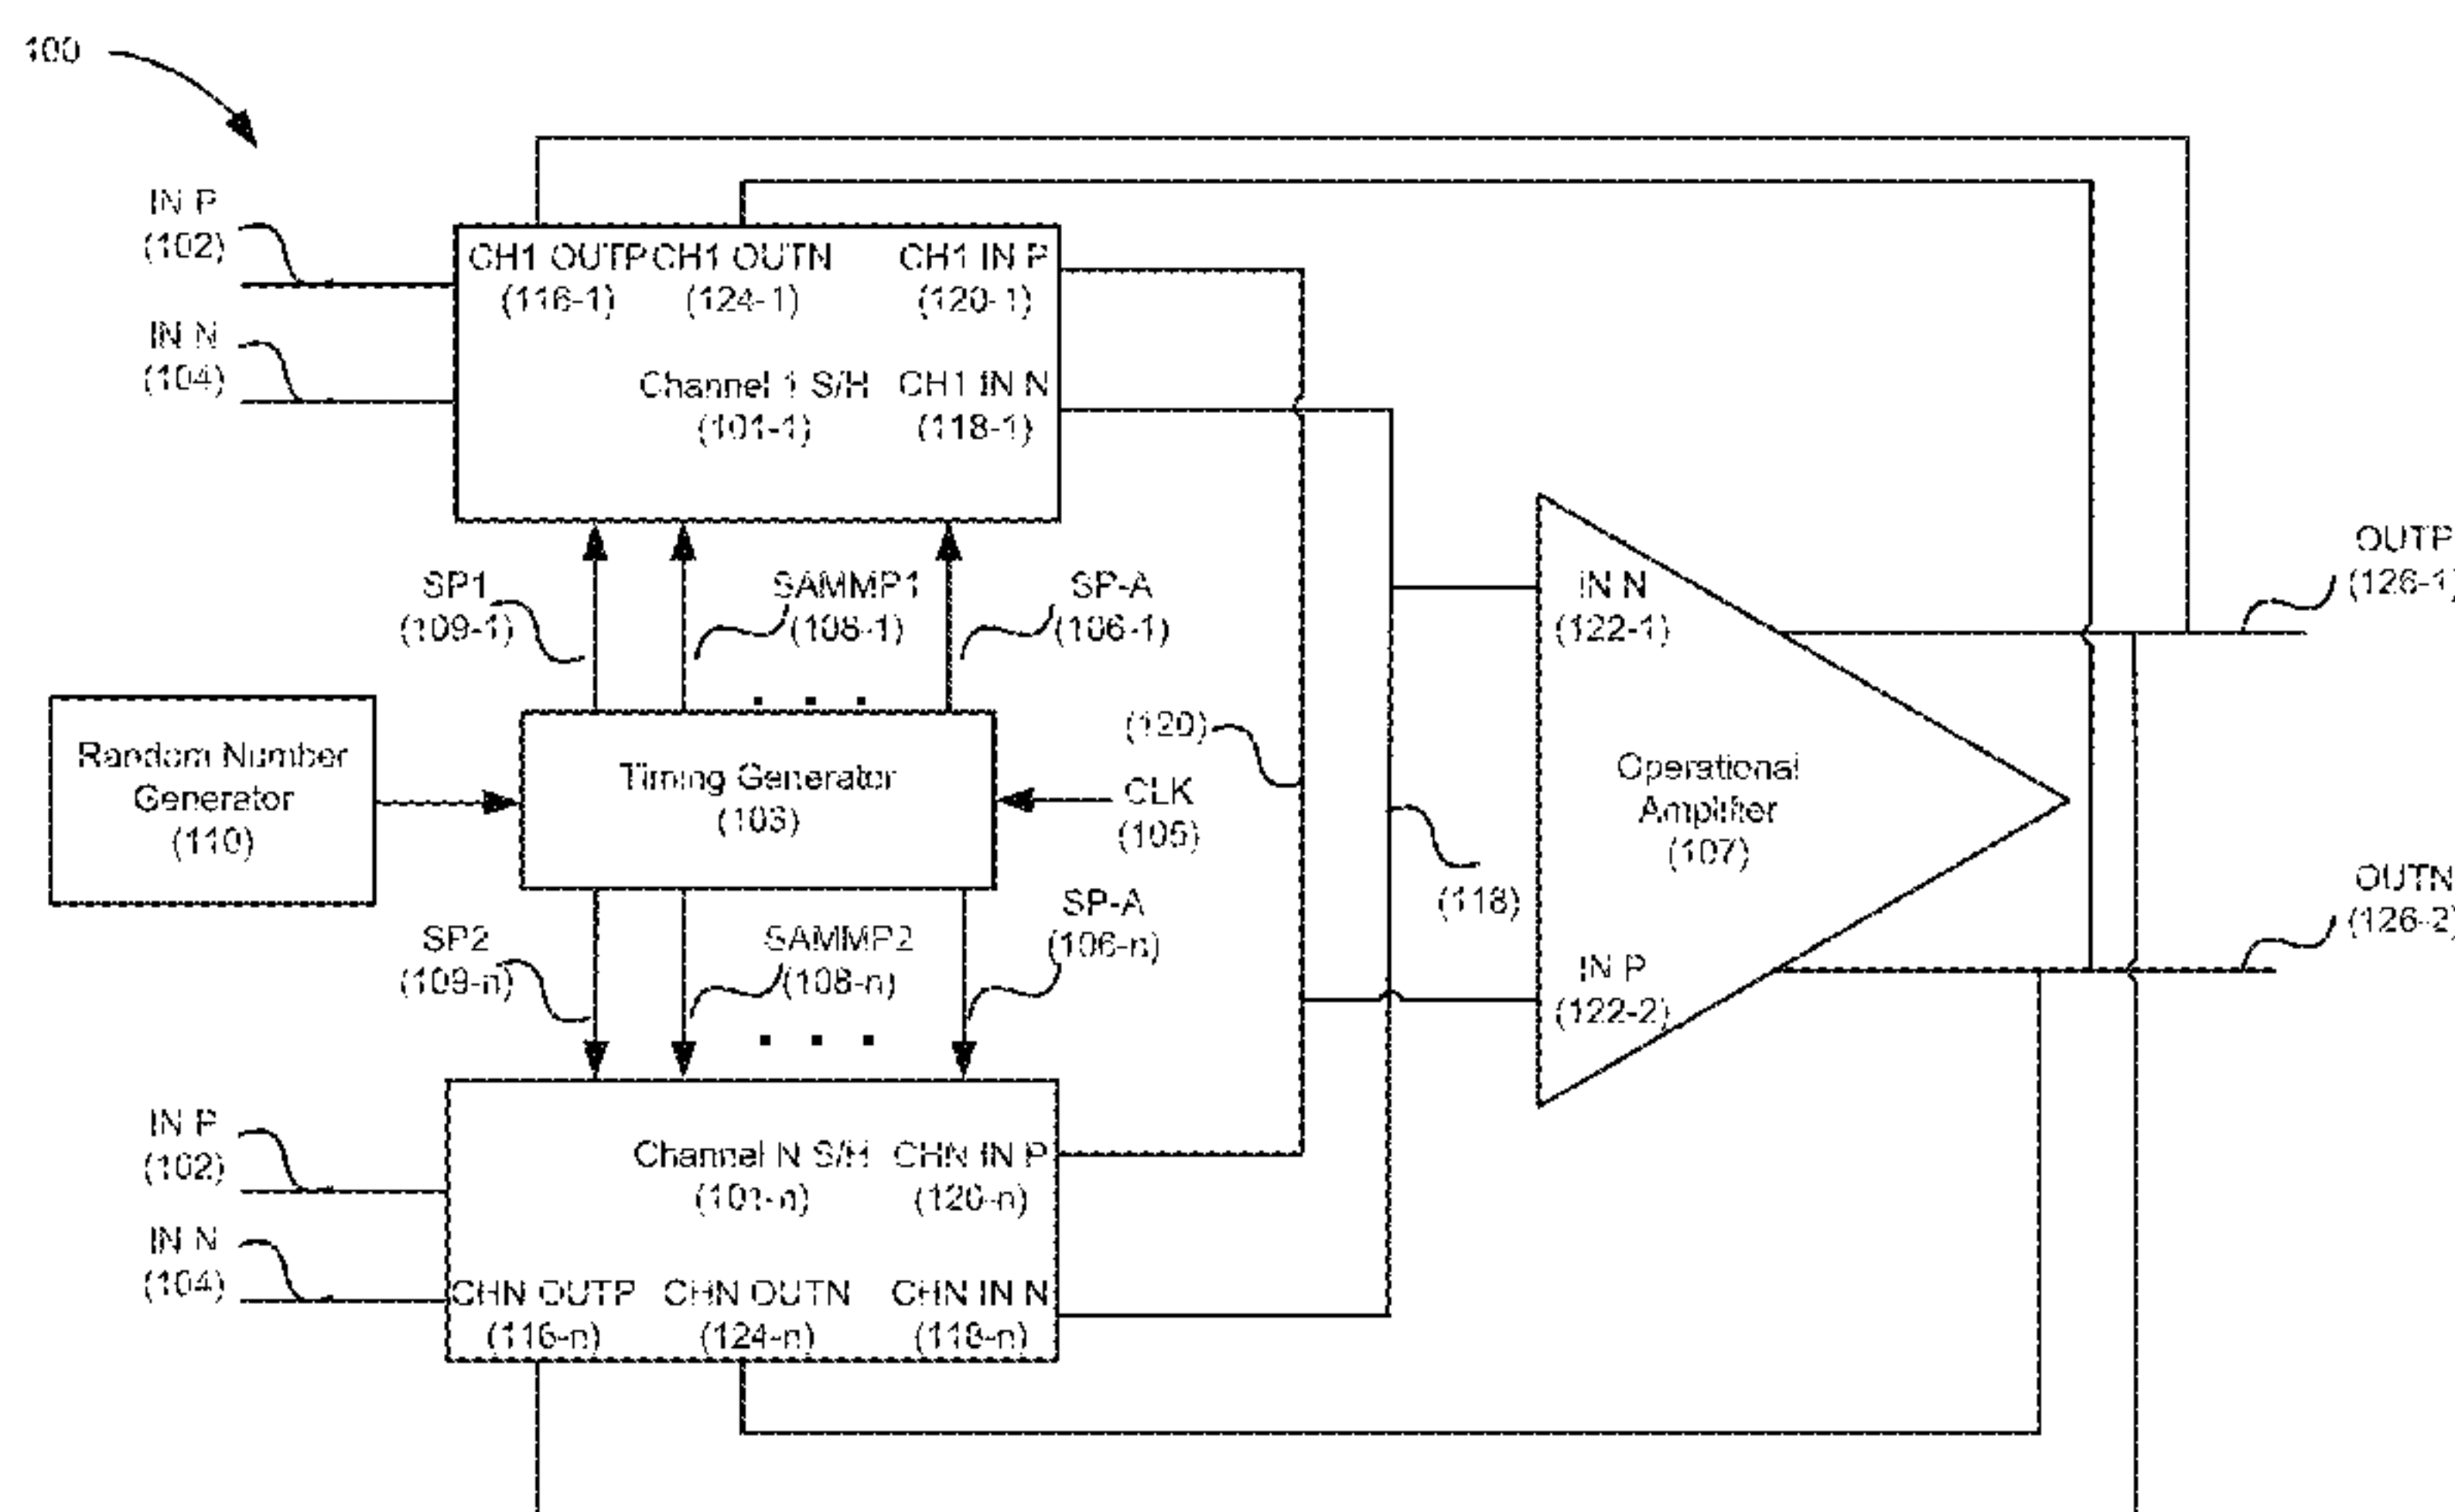 100
IN P
(102)
IN N
(104)
CH1 OUTP CH1 OUTN CH1 IN P
(116-1) (124-1) (120-1)
Channel 1 S/H CH1 IN N
(101-1) (118-1)
SP1 SAMMP1 SP-A
(109-1) (108-1) (106-1)
. . .
Random Number
Generator
(110)
Timing Generator
(103)
CLK
(105)
(120)
(118)
IN N
(122-1)
Operational
Amplifier
(107)
IN P
(122-2)
OUTP
(126-1)
OUTN
(126-2)
SP2 SAMMP2 SP-A
(109-n) (108-n) (106-n)
. . .
IN P
(102)
IN N
(104)
Channel N S/H CHN IN P
(101-n) (120-n)
CHN OUTP CHN OUTN CHN IN N
(116-n) (124-n) (118-n)